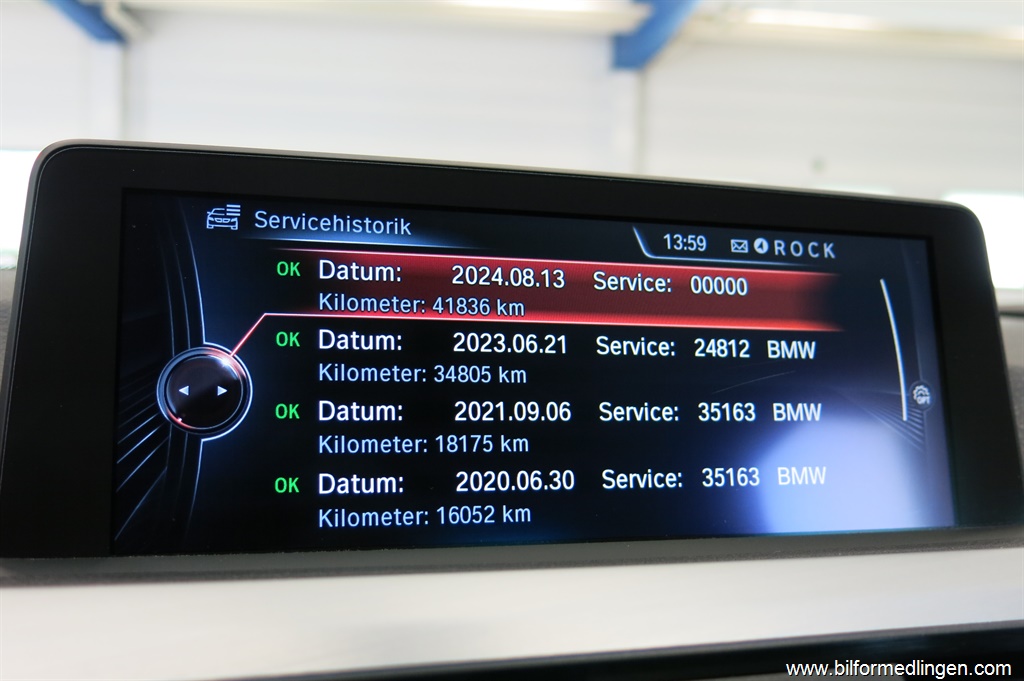 Servicehistorik
13:59 ROCK
OK Datum: 2024.08.13 Service: 00000
Kilometer: 41836 km
OK Datum: 2023.06.21 Service: 24812 BMW
Kilometer: 34805 km
OK Datum: 2021.09.06 Service: 35163 BMW
Kilometer: 18175 km
OK Datum: 2020.06.30 Service: 35163 BMW
Kilometer: 16052 km
www.bilformedlingen.com